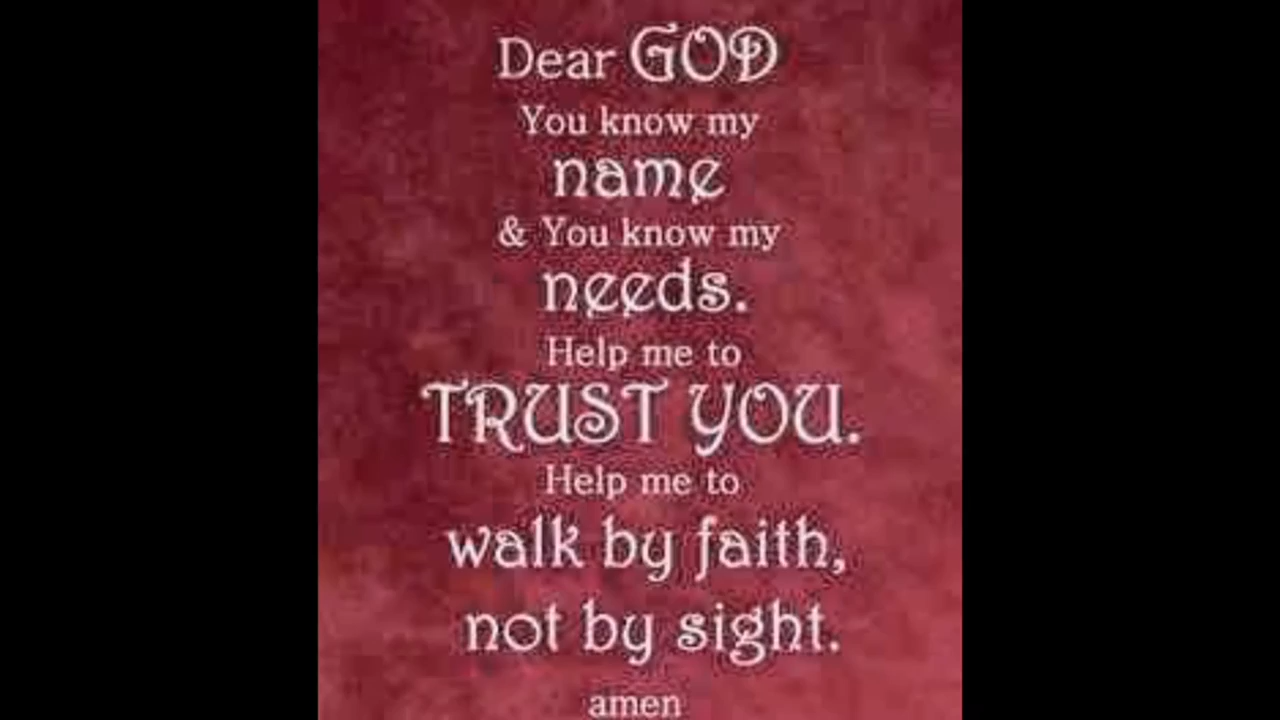 Dear GOD
You know my
name
& You know my
needs.
Help me to
TRUST YOU.
Help me to
walk by faith,
not by sight.
amen